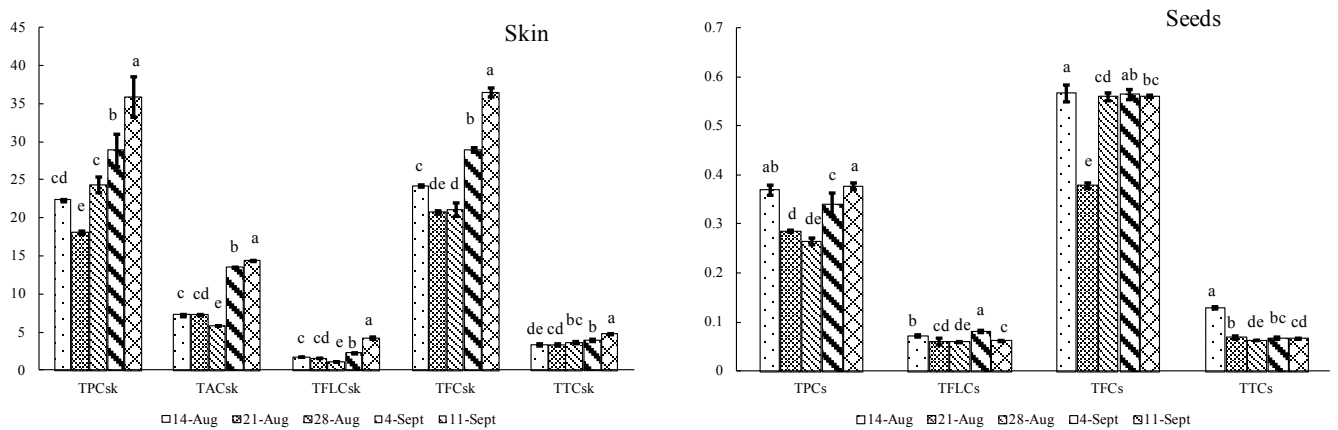 Skin
45
40
35
30
25
20
15
10
5
0
cd e c b a
c cd e b a
c cd e b a
c de d b a
de cd bc b a
TPCsk TACsk TFLCsk TFCsk TTCsk
14-Aug 21-Aug 28-Aug 4-Sept 11-Sept
Seeds
0.7
0.6
0.5
0.4
0.3
0.2
0.1
0
ab d de c a
b cd de a c
a e cd ab bc
a b de bc cd
TPCs TFLCs TFCs TTCs
14-Aug 21-Aug 28-Aug 4-Sept 11-Sept